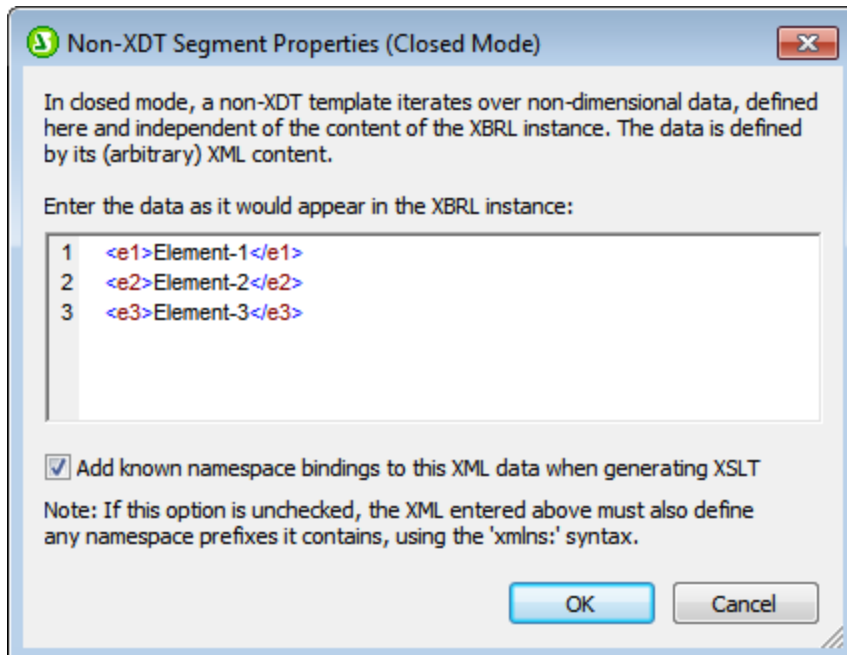 Non-XDT Segment Properties (Closed Mode)
In closed mode, a non-XDT template iterates over non-dimensional data, defined
here and independent of the content of the XBRL instance. The data is defined
by its (arbitrary) XML content.
Enter the data as it would appear in the XBRL instance:
1 <e1>Element-1</e1>
2 <e2>Element-2</e2>
3 <e3>Element-3</e3>
Add known namespace bindings to this XML data when generating XSLT
Note: If this option is unchecked, the XML entered above must also define
any namespace prefixes it contains, using the 'xmlns:' syntax.
OK Cancel